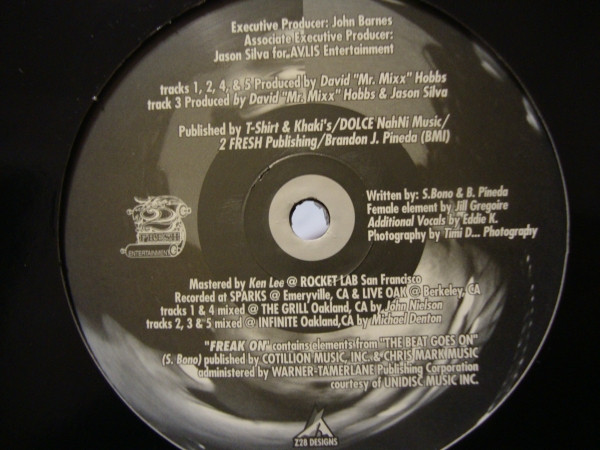 Executive Producer: John Barnes
Associate Executive Producer:
Jason Silva for AVLIS Entertainment
tracks 1, 2, 4, & 5 Produced by David "Mr. Mixx" Hobbs
track 3 Produced by David "Mr. Mixx" Hobbs & Jason Silva
Published by T-Shirt & Khaki's/DOLCE NahNi Music/
2 FRESH Publishing/Brandon J. Pineda (BMI)
Written by: S.Bono & B. Pineda
Female element by Jill Gregoire
Additional Vocals by Eddie K.
Photography by Timi D... Photography
2
FRESH
ENTERTAINMENT
Mastered by Ken Lee @ ROCKET LAB San Francisco
Recorded at SPARKS @ Emeryville, CA & LIVE OAK @ Berkeley, CA
tracks 1 & 4 mixed @ THE GRILL Oakland, CA by John Nielson
tracks 2, 3 & 5 mixed @ INFINITE Oakland,CA by Michael Denton
"FREAK ON" contains elements from "THE BEAT GOES ON"
(S. Bono) published by COTILLION MUSIC, INC. & CHRIS MARK MUSIC
administered by WARNER-TAMERLANE Publishing Corporation
courtesy of UNIDISC MUSIC INC.
Z28 DESIGNS